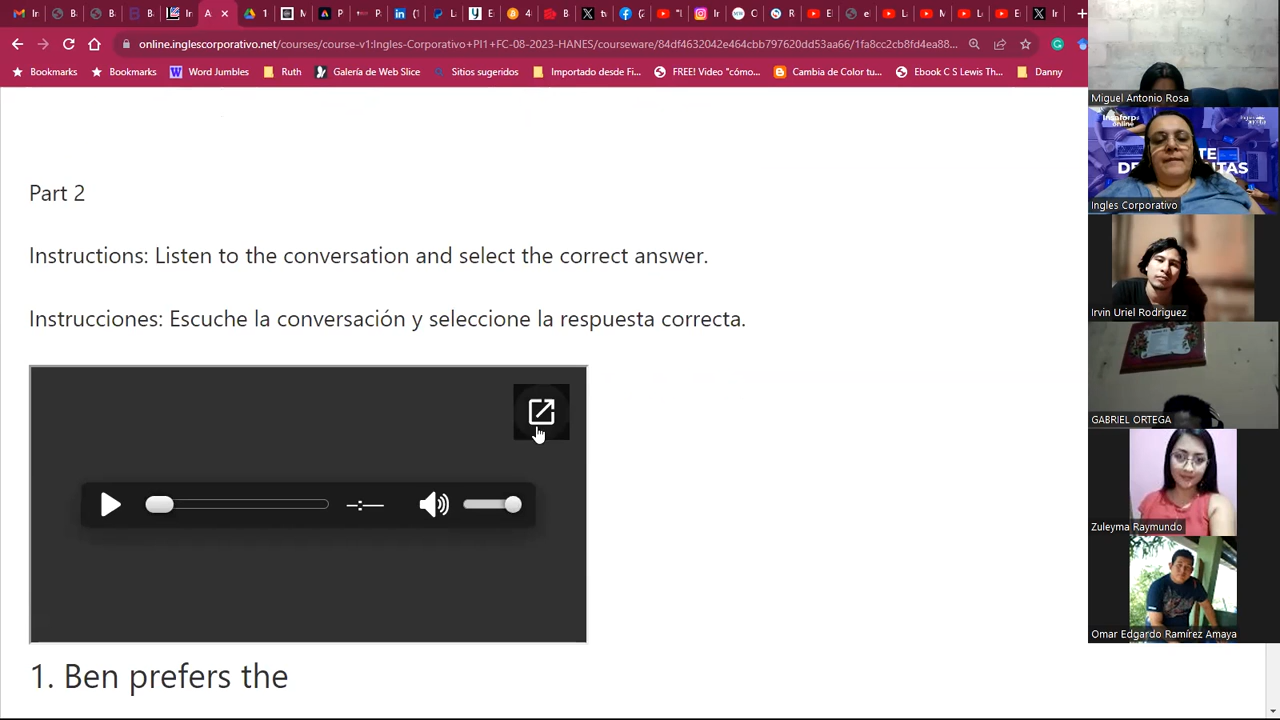 online.inglescorporativo.net/courses/course-v1:Ingles-Corporativo+PI1+FC-08-2023-HANES/courseware/84df4632042e464cbb797620dd53aa66/1fa8cc2cb8fd4ea88...
Bookmarks
Bookmarks
Word Jumbles
Ruth
Galería de Web Slice
Sitios sugeridos
Importado desde Fi...
FREE! Video "cómo...
Cambia de Color tu...
Ebook C S Lewis Th...
Danny
Part 2
Instructions: Listen to the conversation and select the correct answer.
Instrucciones: Escuche la conversación y seleccione la respuesta correcta.
--:--
1. Ben prefers the
Miguel Antonio Rosa
Ingles Corporativo
Irvin Uriel Rodriguez
GABRIEL ORTEGA
Zuleyma Raymundo
Omar Edgardo Ramírez Amaya